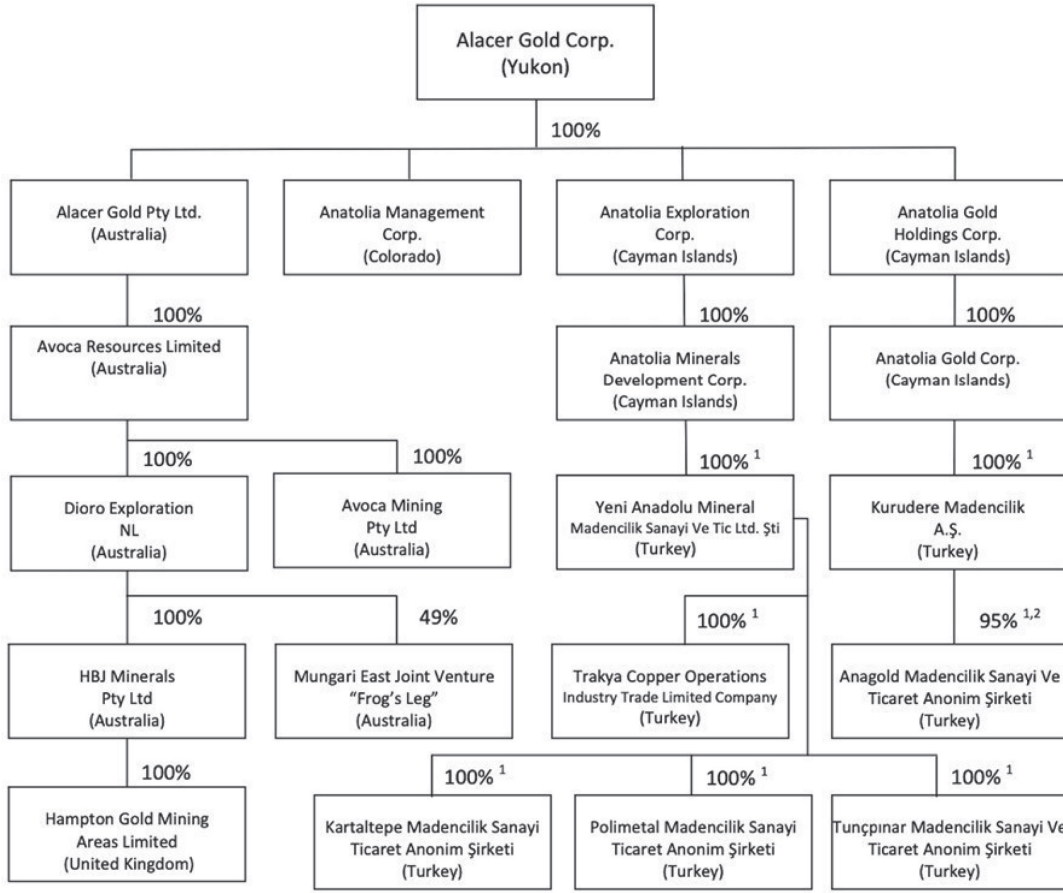 Alacer Gold Corp.
(Yukon)
100%
Alacer Gold Pty Ltd.
(Australia)
Anatolia Management
Corp.
(Colorado)
Anatolia Exploration
Corp.
(Cayman Islands)
Anatolia Gold
Holdings Corp.
(Cayman Islands)
100%
100%
100%
Avoca Resources Limited
(Australia)
Anatolia Minerals
Development Corp.
(Cayman Islands)
Anatolia Gold Corp.
(Cayman Islands)
100%
100%
100% 1
100% 1
Dioro Exploration
NL
(Australia)
Avoca Mining
Pty Ltd
(Australia)
Yeni Anadolu Mineral
Madencilik Sanayi Ve Tic Ltd. Şti
(Turkey)
Kurudere Madencilik
A.Ş.
(Turkey)
100%
49%
100% 1
95% 1,2
HBJ Minerals
Pty Ltd
(Australia)
Mungari East Joint Venture
“Frog’s Leg”
(Australia)
Trakya Copper Operations
Industry Trade Limited Company
(Turkey)
Anagold Madencilik Sanayi Ve
Ticaret Anonim Şirketi
(Turkey)
100%
100% 1
100% 1
100% 1
Hampton Gold Mining
Areas Limited
(United Kingdom)
Kartaltepe Madencilik Sanayi
Ticaret Anonim Şirketi
(Turkey)
Polimetal Madencilik Sanayi
Ticaret Anonim Şirketi
(Turkey)
Tunçpınar Madencilik Sanayi Ve
Ticaret Anonim Şirketi
(Turkey)